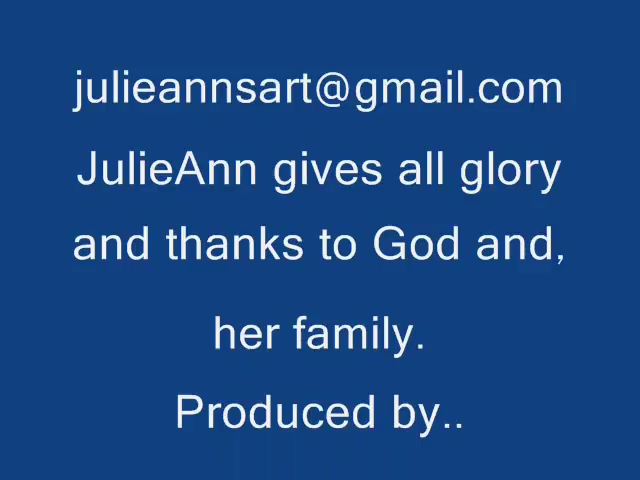 julieannsart@gmail.com
JulieAnn gives all glory
and thanks to God and,
her family.
Produced by..